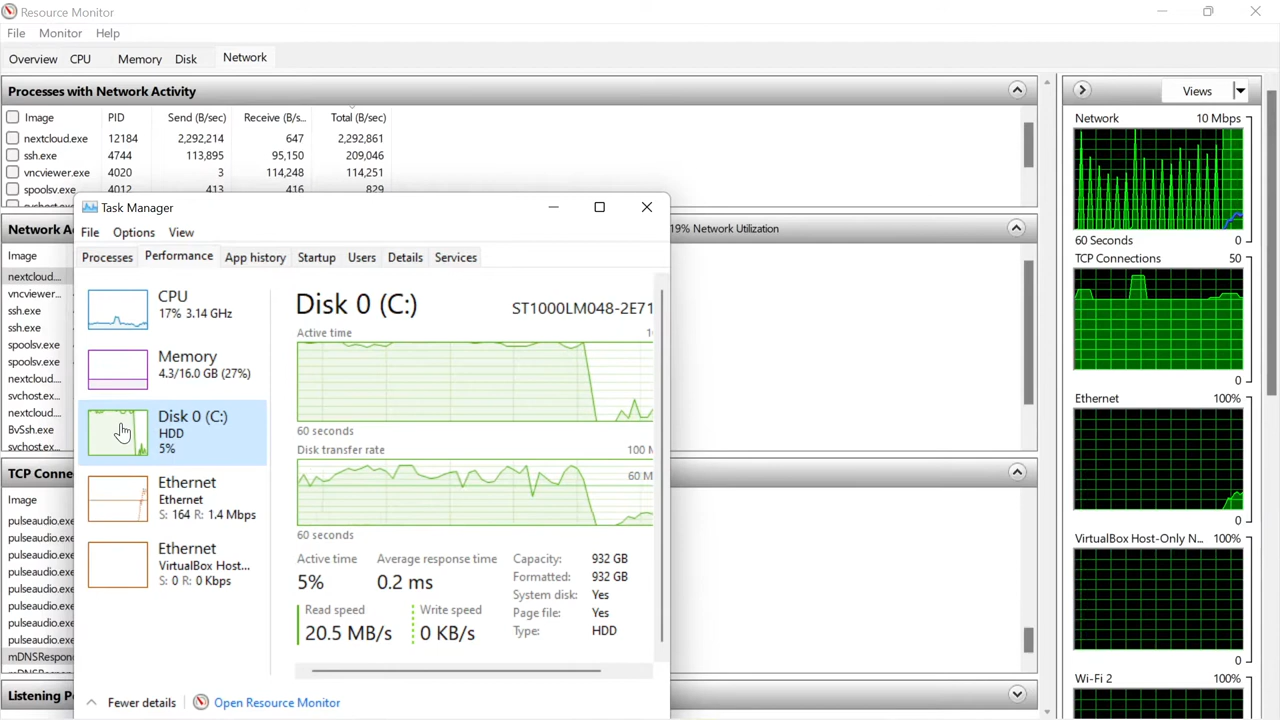 Resource Monitor
File Monitor Help
Overview CPU Memory Disk Network
Processes with Network Activity
Image PID Send (B/sec) Receive (B/s... Total (B/sec)
nextcloud.exe 12184 2,292,214 647 2,292,861
ssh.exe 4744 113,895 95,150 209,046
vncviewer.exe 4020 3 114,248 114,251
spoolsv.exe 4012 413 416 829
Network A
19% Network Utilization
Image
nextcloud....
vncviewer...
ssh.exe
ssh.exe
spoolsv.exe
spoolsv.exe
nextcloud....
svchost.ex...
nextcloud....
BvSsh.exe
svchost.ex...
TCP Conne
Image
pulseaudio.exe
pulseaudio.exe
pulseaudio.exe
pulseaudio.exe
pulseaudio.exe
pulseaudio.exe
pulseaudio.exe
pulseaudio.exe
mDNSRespon
Listening P
Task Manager
File Options View
Processes Performance App history Startup Users Details Services
CPU
17% 3.14 GHz
Memory
4.3/16.0 GB (27%)
Disk 0 (C:)
HDD
5%
Ethernet
Ethernet
S: 164 R: 1.4 Mbps
Ethernet
VirtualBox Host...
S: 0 R: 0 Kbps
Disk 0 (C:) ST1000LM048-2E71
Active time 1
60 seconds
Disk transfer rate 100 M
60 M
60 seconds
Active time
5%
Average response time
0.2 ms
Read speed
20.5 MB/s
Write speed
0 KB/s
Capacity: 932 GB
Formatted: 932 GB
System disk: Yes
Page file: Yes
Type: HDD
Fewer details Open Resource Monitor
Views
Network 10 Mbps
60 Seconds 0
TCP Connections 50
0
Ethernet 100%
0
VirtualBox Host-Only N... 100%
0
Wi-Fi 2 100%